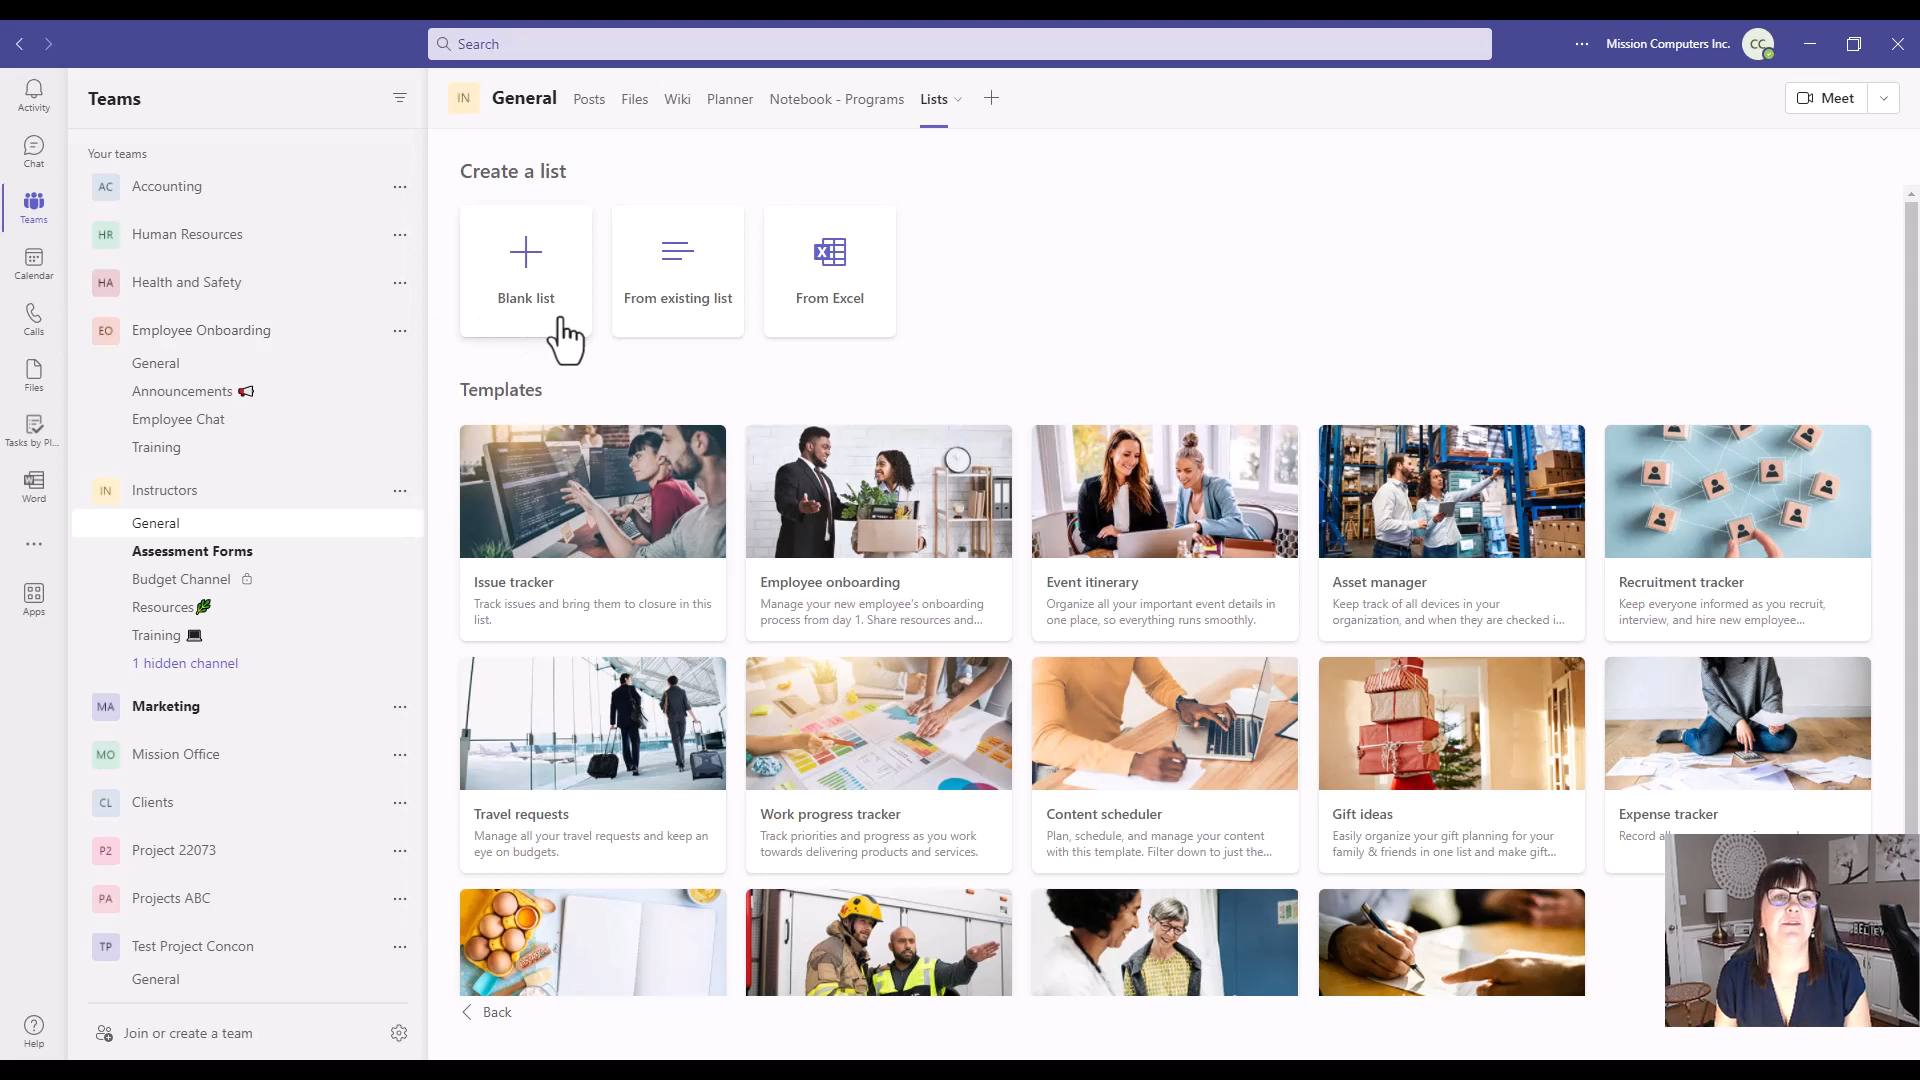 Search
Mission Computers Inc.
CC
Activity
Chat
Teams
Calendar
Calls
Files
Tasks by Pl...
Word
Apps
Help
Teams
Your teams
AC Accounting
HR Human Resources
HA Health and Safety
EO Employee Onboarding
General
Announcements
Employee Chat
Training
IN Instructors
General
Assessment Forms
Budget Channel
Resources
Training
1 hidden channel
MA Marketing
MO Mission Office
CL Clients
P2 Project 22073
PA Projects ABC
TP Test Project Concon
General
Join or create a team
IN General Posts Files Wiki Planner Notebook - Programs Lists
Meet
Create a list
Blank list
From existing list
From Excel
Templates
Issue tracker
Track issues and bring them to closure in this
list.
Employee onboarding
Manage your new employee's onboarding
process from day 1. Share resources and...
Event itinerary
Organize all your important event details in
one place, so everything runs smoothly.
Asset manager
Keep track of all devices in your
organization, and when they are checked i...
Recruitment tracker
Keep everyone informed as you recruit,
interview, and hire new employee...
Travel requests
Manage all your travel requests and keep an
eye on budgets.
Work progress tracker
Track priorities and progress as you work
towards delivering products and services.
Content scheduler
Plan, schedule, and manage your content
with this template. Filter down to just the...
Gift ideas
Easily organize your gift planning for your
family & friends in one list and make gift...
Expense tracker
Record
BELIEVE
Back